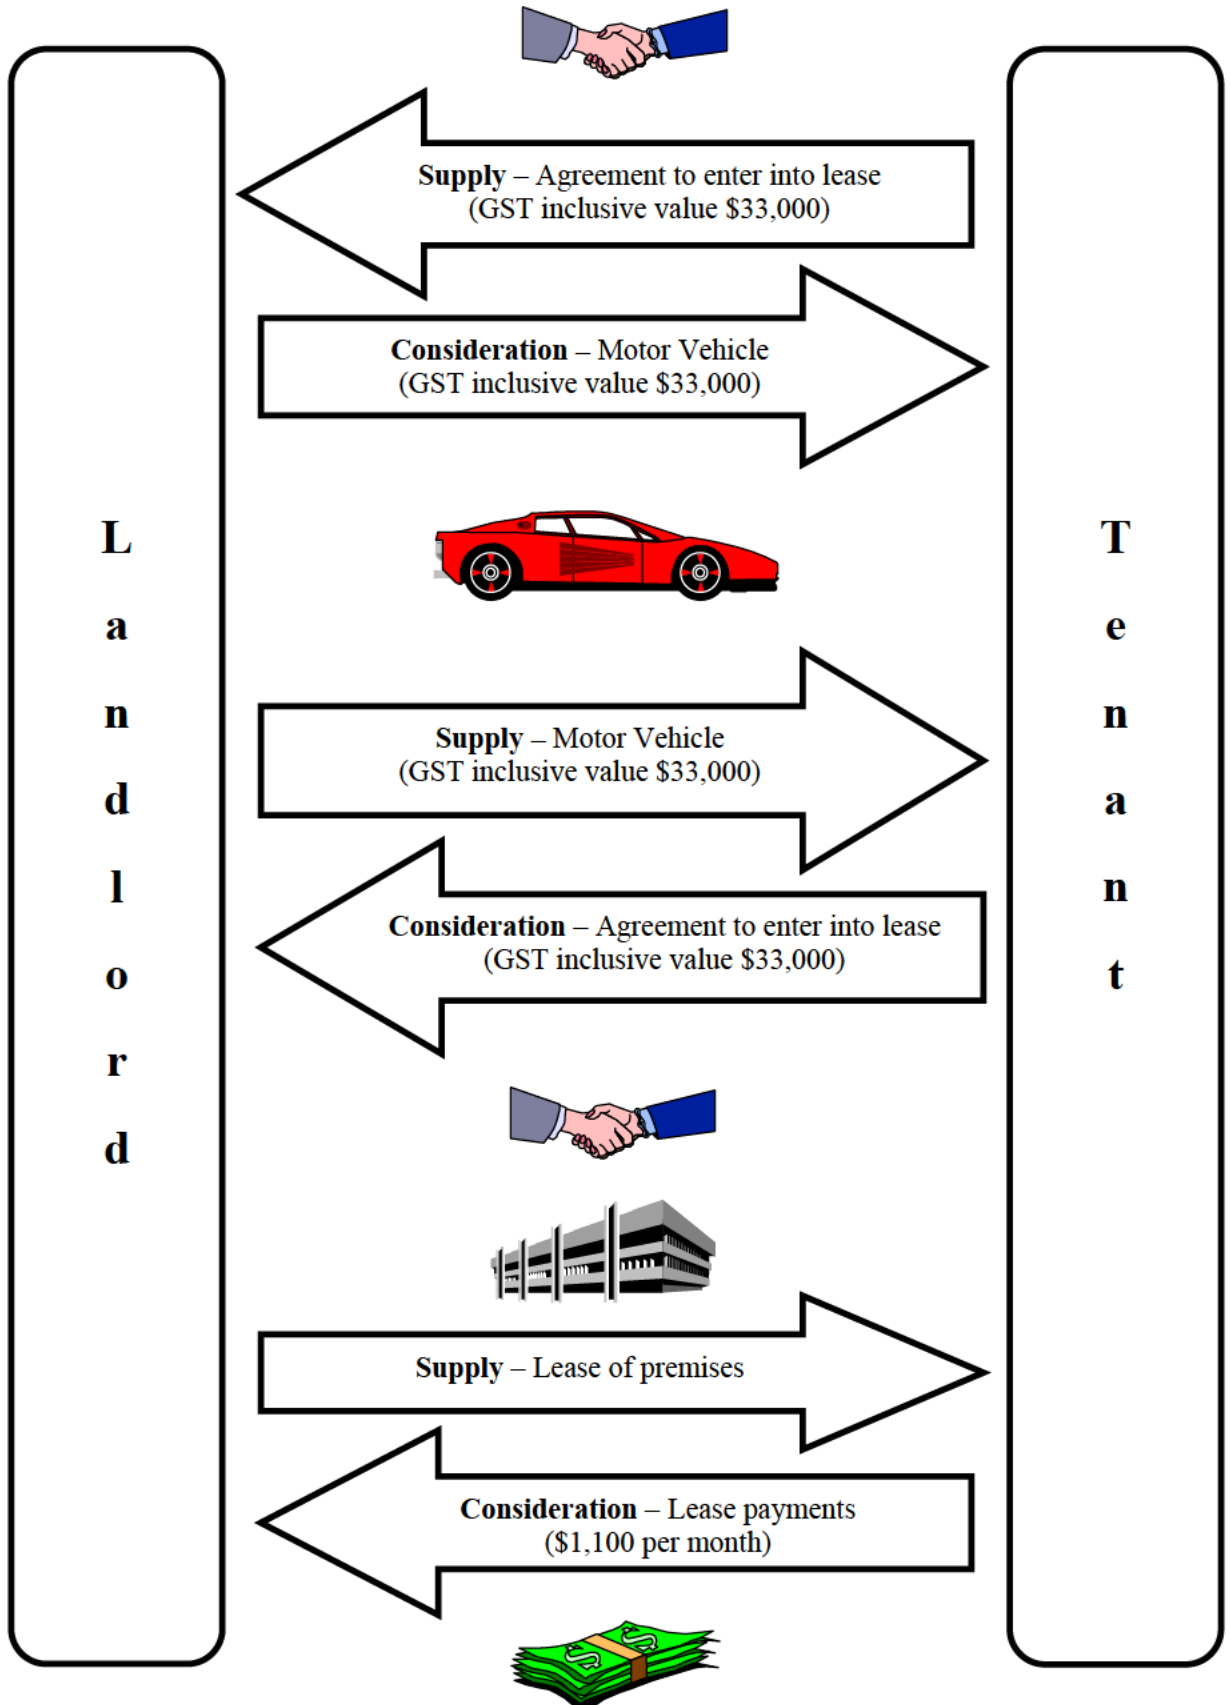 Supply – Agreement to enter into lease
(GST inclusive value $33,000)
Consideration – Motor Vehicle
(GST inclusive value $33,000)
Landlord
Tenant
Supply – Motor Vehicle
(GST inclusive value $33,000)
Consideration – Agreement to enter into lease
(GST inclusive value $33,000)
Supply – Lease of premises
Consideration – Lease payments
($1,100 per month)
$ $